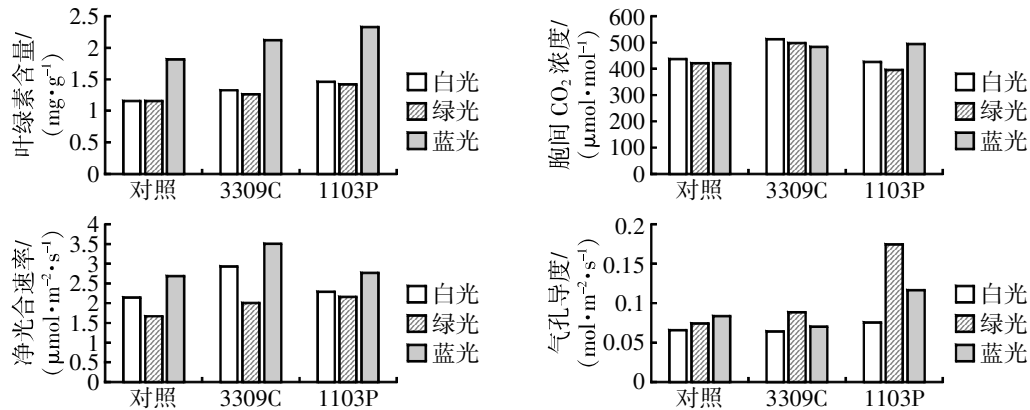 2.5
2
1.5
1
0.5
0
叶绿素含量/
(mg·g⁻¹)
对照 3309C 1103P
白光
绿光
蓝光
600
500
400
300
200
100
0
胞间 CO₂ 浓度/
(μmol·mol⁻¹)
对照 3309C 1103P
白光
绿光
蓝光
4
3.5
3
2.5
2
1.5
1
0.5
0
净光合速率/
(μmol·m⁻²·s⁻¹)
对照 3309C 1103P
白光
绿光
蓝光
0.2
0.15
0.1
0.05
0
气孔导度/
(mol·m⁻²·s⁻¹)
对照 3309C 1103P
白光
绿光
蓝光